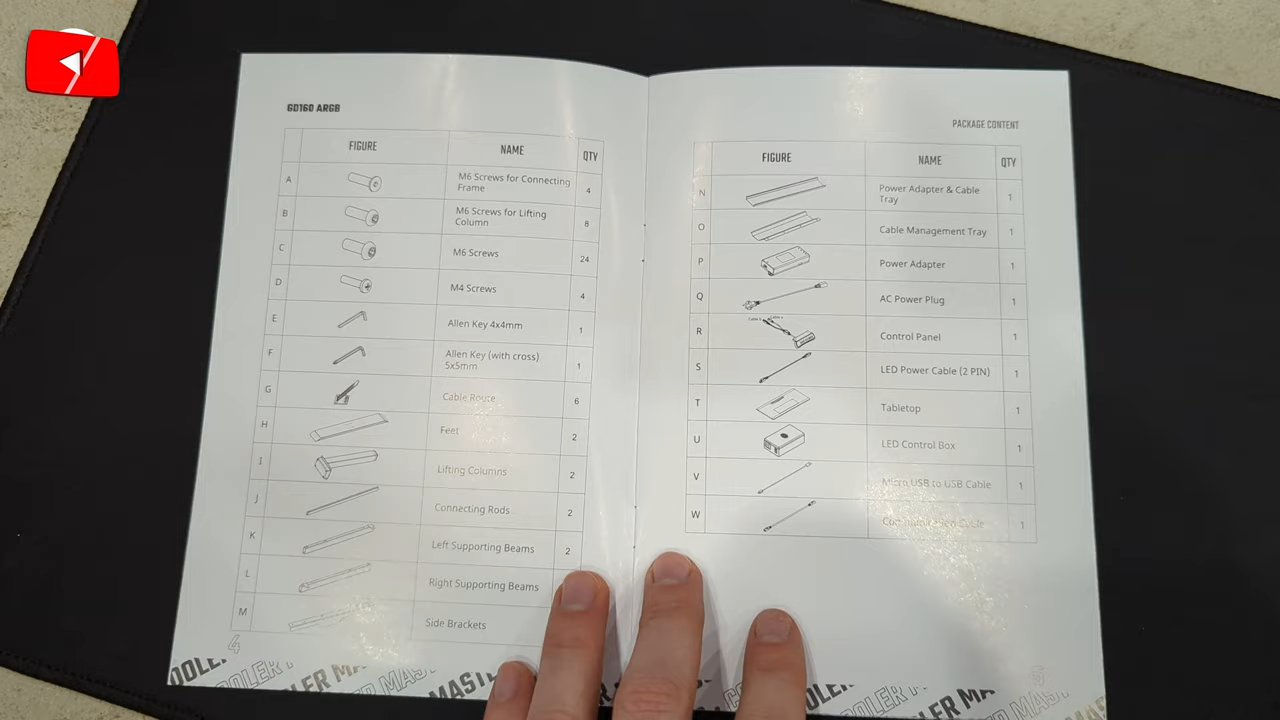 GD160 ARGB
FIGURE NAME QTY
A M6 Screws for Connecting
Frame 4
B M6 Screws for Lifting
Column 8
C M6 Screws 24
D M4 Screws 4
E Allen Key 4x4mm 1
F Allen Key (with cross)
5x5mm 1
G Cable Route 6
H Feet 2
I Lifting Columns 2
J Connecting Rods 2
K Left Supporting Beams 2
L Right Supporting Beams
M Side Brackets
4
PACKAGE CONTENT
FIGURE NAME QTY
N Power Adapter & Cable
Tray 1
O Cable Management Tray 1
P Power Adapter 1
Q AC Power Plug 1
R Control Panel 1
S LED Power Cable (2 PIN) 1
T Tabletop 1
U LED Control Box 1
V Micro USB to USB Cable 1
W Cable 1
5